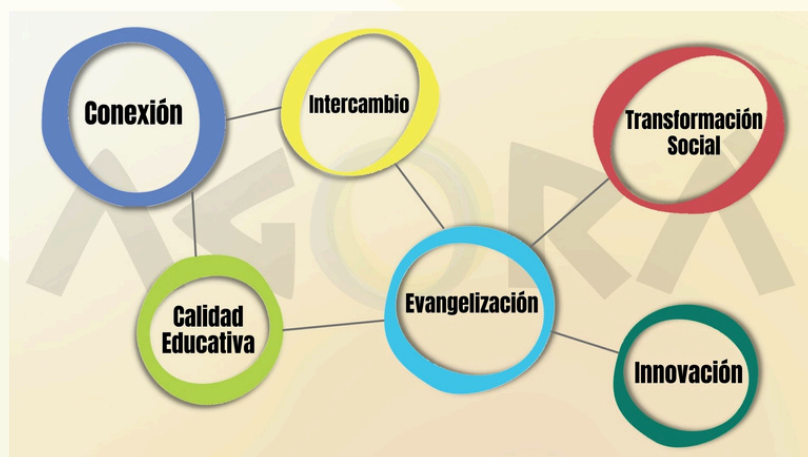 Conexión
Intercambio
Transformación
Social
AGORA
Calidad
Educativa
Evangelización
Innovación